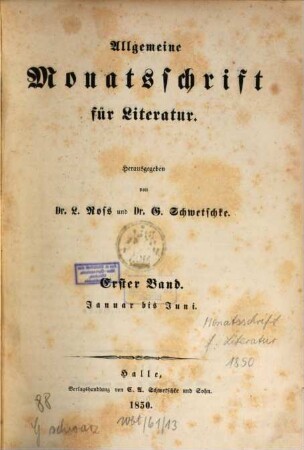 Allgemeine
Monatsschrift
für Literatur.
Herausgegeben
von
Dr. L. Roß und Dr. G. Schwetschke.
Erster Band.
Januar bis Juni.
Monatsschrift
f. Literatur
1850
Halle,
Verlagshandlung von C. A. Schwetschke und Sohn.
1850.
88